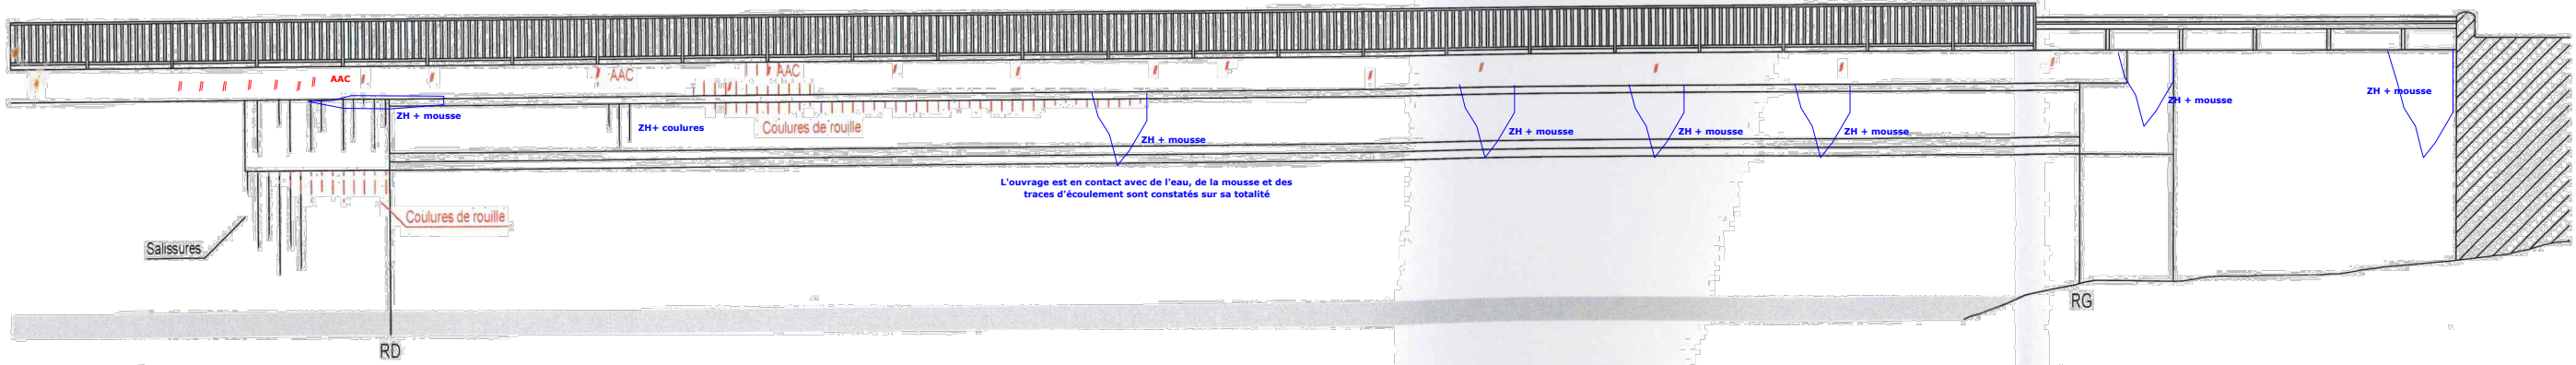 AAC
AAC
AAC
ZH + mousse
ZH+ coulures
Coulures de rouille
ZH + mousse
ZH + mousse
ZH + mousse
ZH + mousse
ZH + mousse
ZH + mousse
L'ouvrage est en contact avec de l'eau, de la mousse et des
traces d'écoulement sont constatés sur sa totalité
Coulures de rouille
Salissures
RD
RG